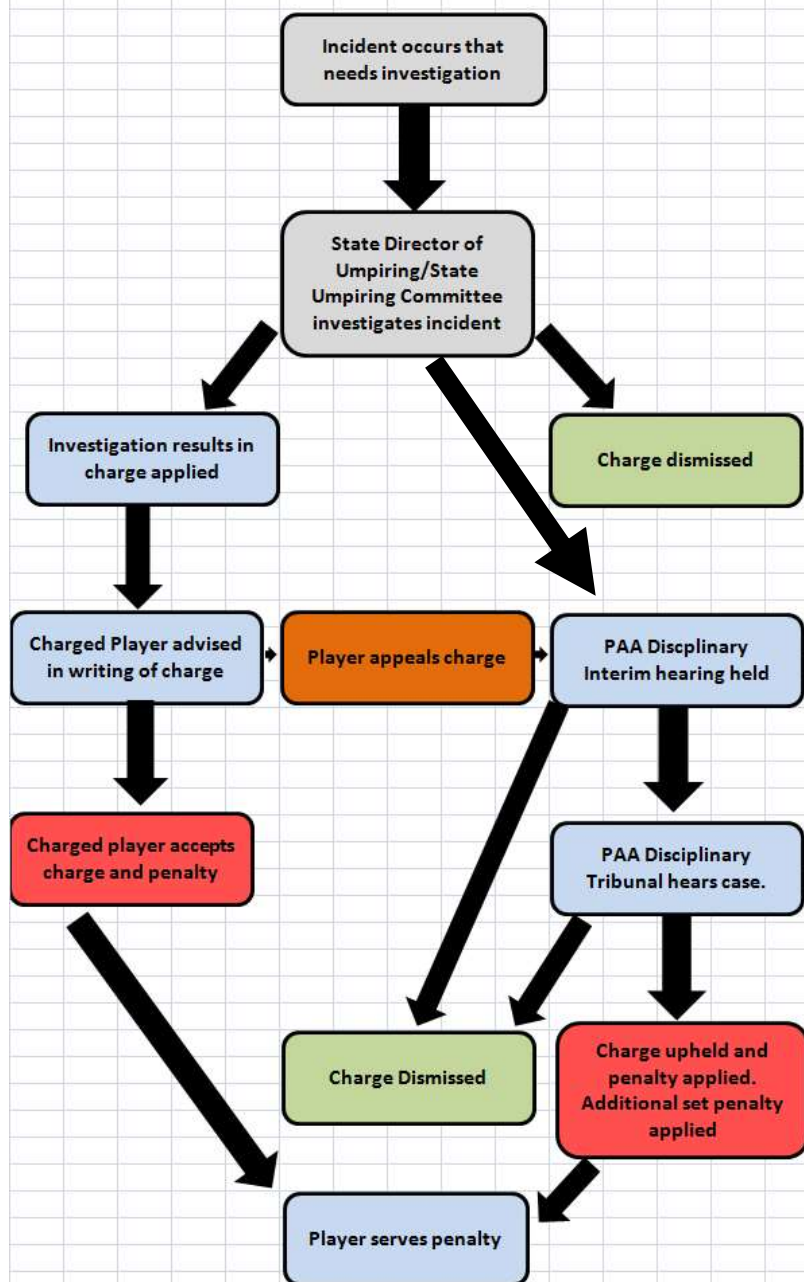 Incident occurs that
needs investigation
State Director of
Umpiring/State
Umpiring Committee
investigates incident
Investigation results in
charge applied
Charge dismissed
Charged Player advised
in writing of charge
Player appeals charge
PAA Discplinary
Interim hearing held
Charged player accepts
charge and penalty
PAA Disciplinary
Tribunal hears case.
Charge Dismissed
Charge upheld and
penalty applied.
Additional set penalty
applied
Player serves penalty